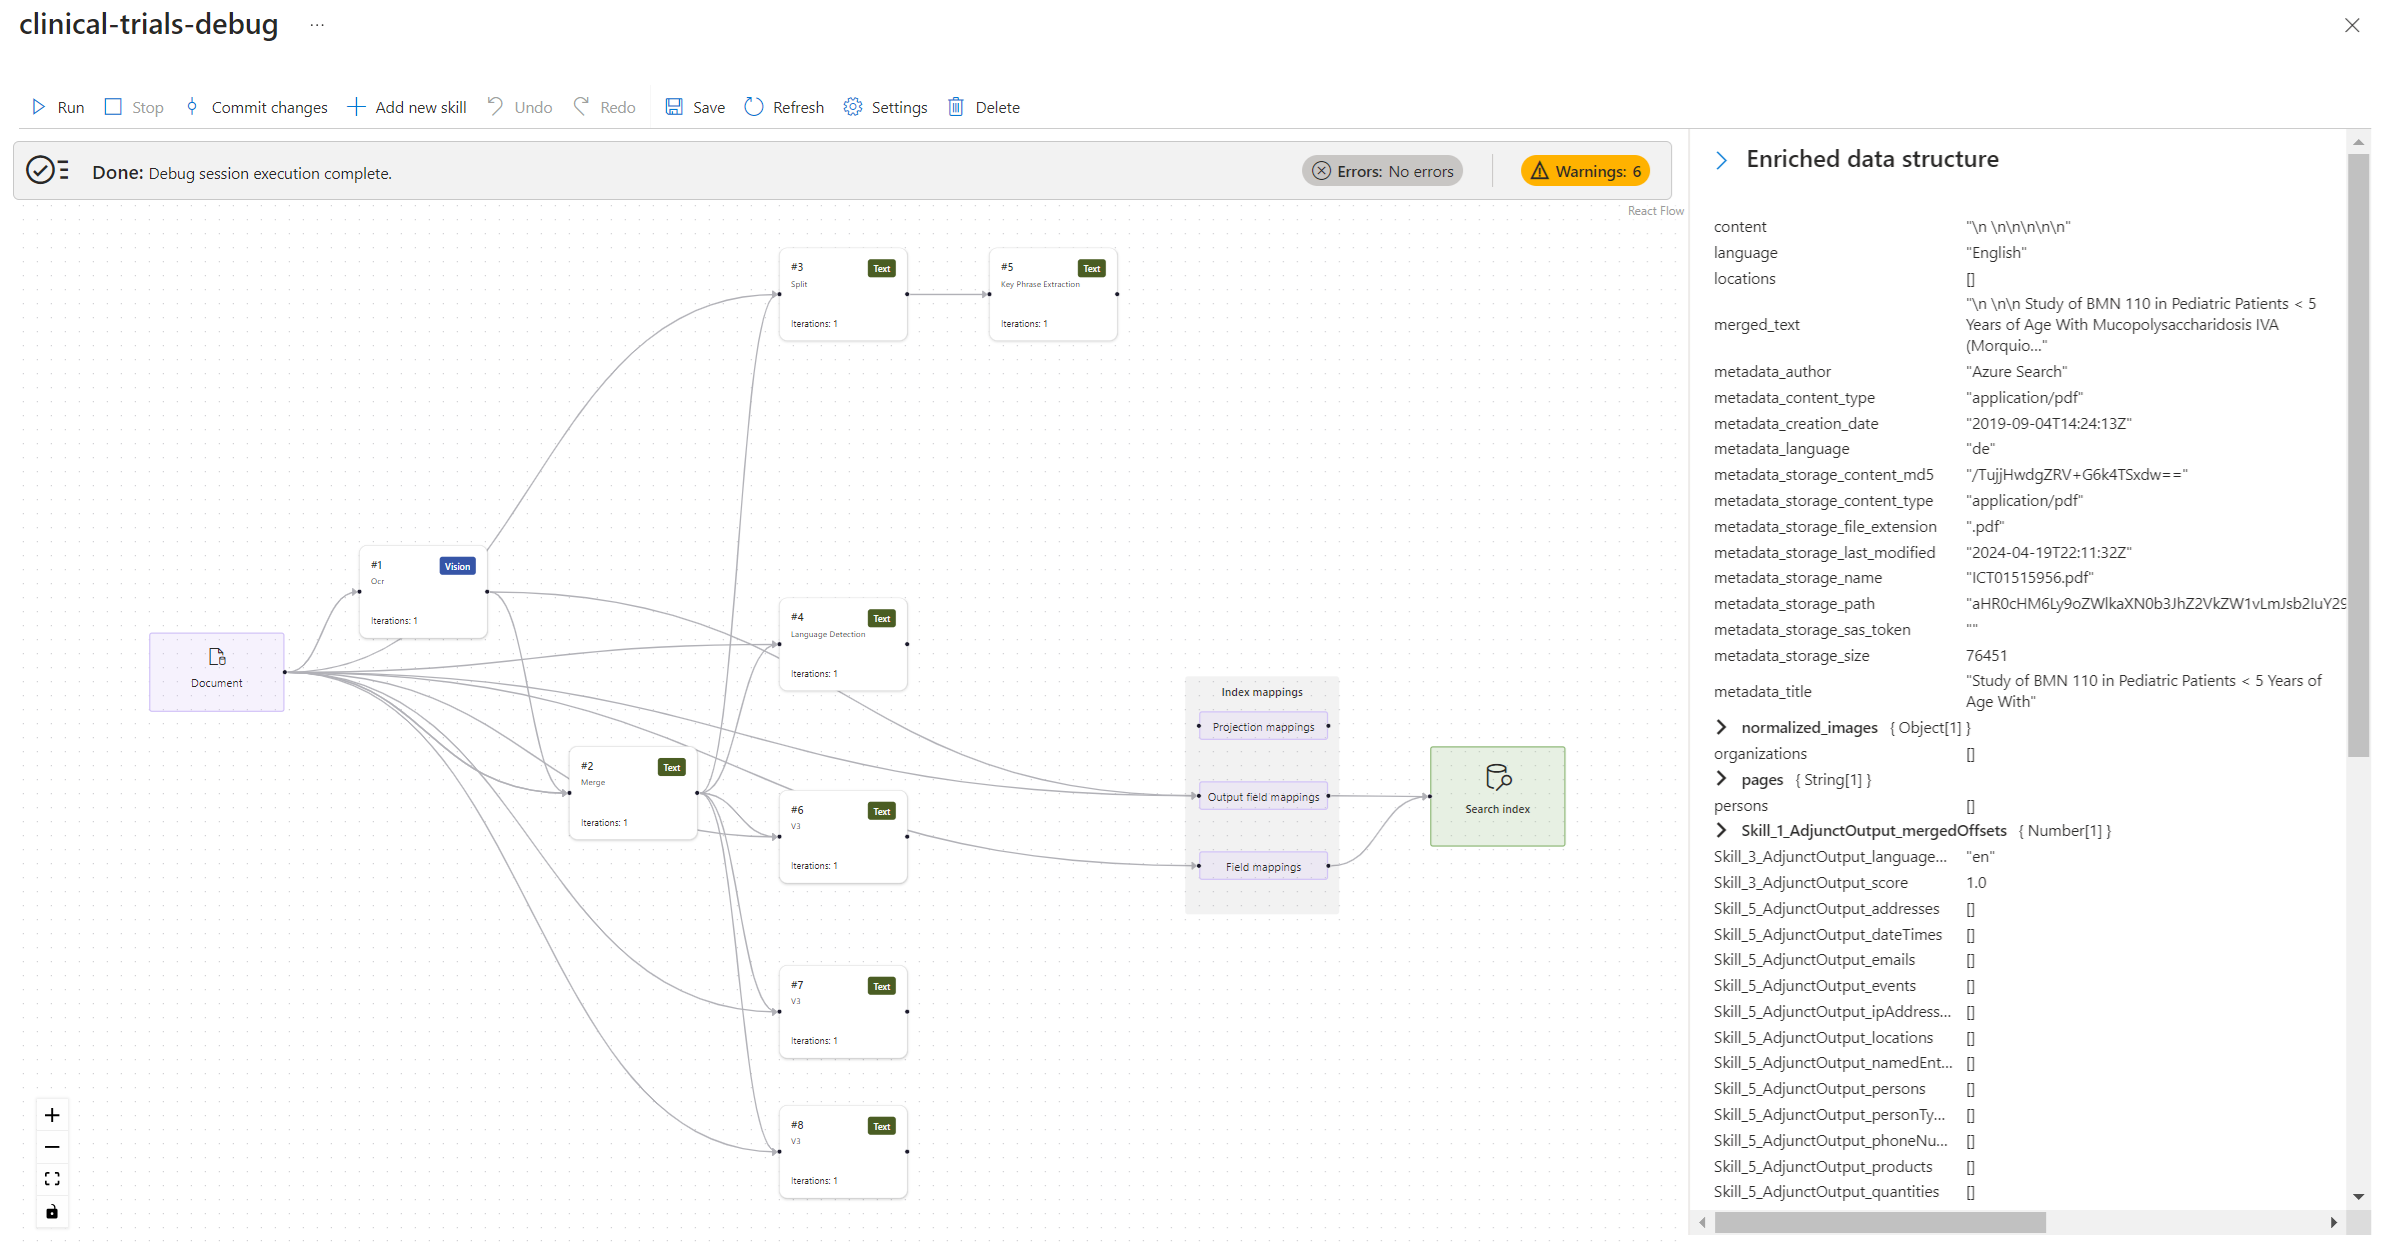 clinical-trials-debug ...
Run Stop Commit changes Add new skill Undo Redo Save Refresh Settings Delete
Done: Debug session execution complete.
Errors: No errors
Warnings: 6
React Flow
#3 Text
Split
Iterations: 1
#5 Text
Key Phrase Extraction
Iterations: 1
#1 Vision
Ocr
Iterations: 1
Document
#4 Text
Language Detection
Iterations: 1
#2 Text
Merge
Iterations: 1
#6 Text
V3
Iterations: 1
#7 Text
V3
Iterations: 1
#8 Text
V3
Iterations: 1
Index mappings
Projection mappings
Output field mappings
Field mappings
Search index
Enriched data structure
content "\n \n\n\n\n\n"
language "English"
locations []
merged_text "\n \n\n Study of BMN 110 in Pediatric Patients < 5
Years of Age With Mucopolysaccharidosis IVA
(Morquio..."
metadata_author "Azure Search"
metadata_content_type "application/pdf"
metadata_creation_date "2019-09-04T14:24:13Z"
metadata_language "de"
metadata_storage_content_md5 "/TujjHwdgZRV+G6k4TSxdw=="
metadata_storage_content_type "application/pdf"
metadata_storage_file_extension ".pdf"
metadata_storage_last_modified "2024-04-19T22:11:32Z"
metadata_storage_name "ICT01515956.pdf"
metadata_storage_path "aHR0cHM6Ly9oZWlkaXN0b3JhZ2VkZW1vLmJsb2IuY29
metadata_storage_sas_token ""
metadata_storage_size 76451
metadata_title "Study of BMN 110 in Pediatric Patients < 5 Years of
Age With"
normalized_images { Object[1] }
organizations []
pages { String[1] }
persons []
Skill_1_AdjunctOutput_mergedOffsets { Number[1] }
Skill_3_AdjunctOutput_language... "en"
Skill_3_AdjunctOutput_score 1.0
Skill_5_AdjunctOutput_addresses []
Skill_5_AdjunctOutput_dateTimes []
Skill_5_AdjunctOutput_emails []
Skill_5_AdjunctOutput_events []
Skill_5_AdjunctOutput_ipAddress... []
Skill_5_AdjunctOutput_locations []
Skill_5_AdjunctOutput_namedEnt... []
Skill_5_AdjunctOutput_persons []
Skill_5_AdjunctOutput_personTy... []
Skill_5_AdjunctOutput_phoneNu... []
Skill_5_AdjunctOutput_products []
Skill_5_AdjunctOutput_quantities []